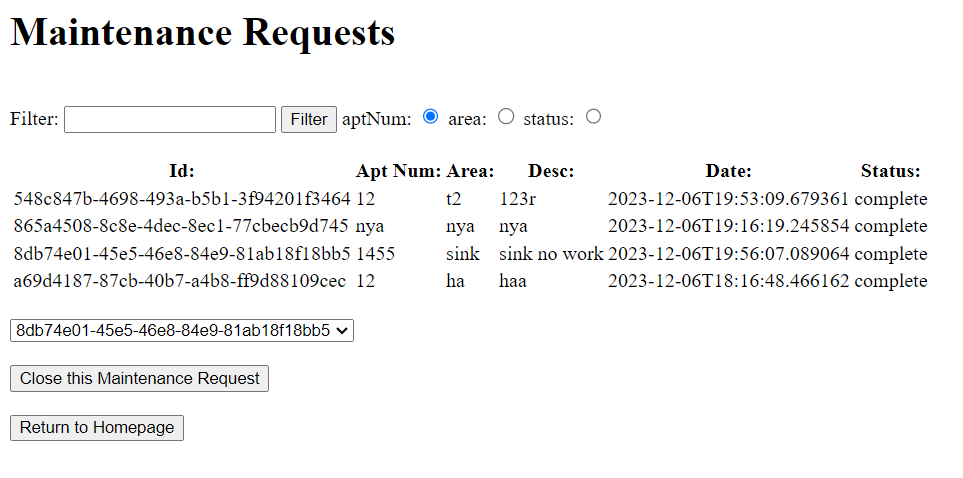 Maintenance Requests
Filter: Filter aptNum: area: status:
Id: Apt Num: Area: Desc: Date: Status:
548c847b-4698-493a-b5b1-3f94201f3464 12 t2 123r 2023-12-06T19:53:09.679361 complete
865a4508-8c8e-4dec-8ec1-77cbecb9d745 nya nya nya 2023-12-06T19:16:19.245854 complete
8db74e01-45e5-46e8-84e9-81ab18f18bb5 1455 sink sink no work 2023-12-06T19:56:07.089064 complete
a69d4187-87cb-40b7-a4b8-ff9d88109cec 12 ha haa 2023-12-06T18:16:48.466162 complete
8db74e01-45e5-46e8-84e9-81ab18f18bb5
Close this Maintenance Request
Return to Homepage